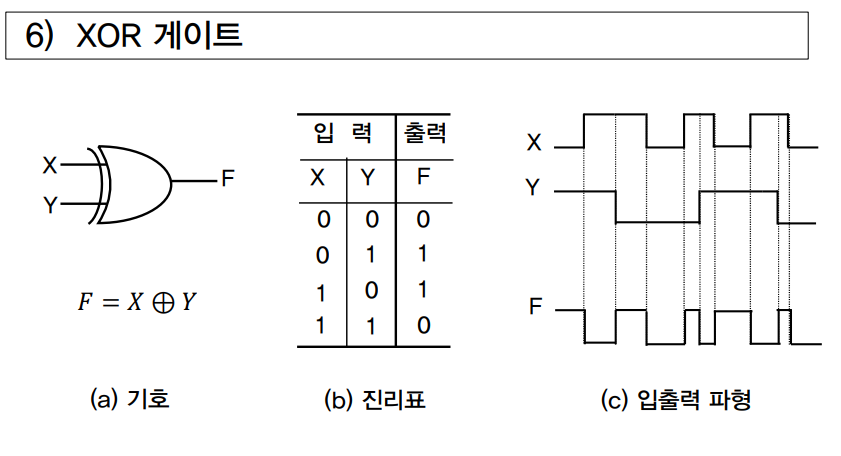 6) XOR 게이트
X
Y
F
F = X ⊕ Y
(a) 기호
입 력 출력
X Y F
0 0 0
0 1 1
1 0 1
1 1 0
(b) 진리표
X
Y
F
(c) 입출력 파형